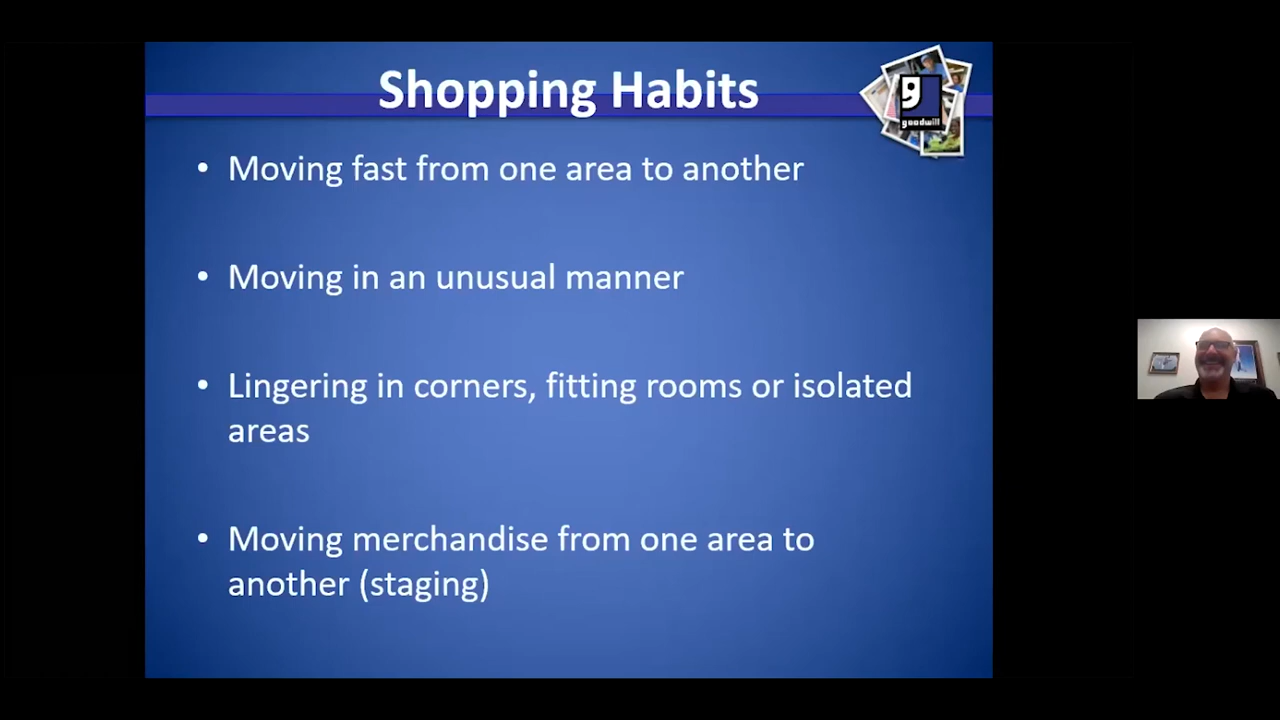 Shopping Habits
g
goodwill
• Moving fast from one area to another
• Moving in an unusual manner
• Lingering in corners, fitting rooms or isolated
areas
• Moving merchandise from one area to
another (staging)